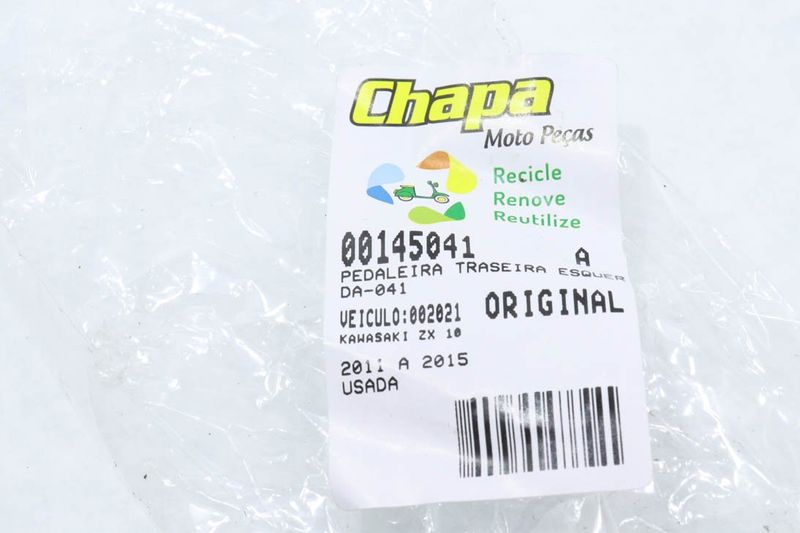 Chapa
Moto Peças
Recicle
Renove
Reutilize
00145041 A
PEDALEIRA TRASEIRA ESQUER
DA-041
VEICULO:002021 ORIGINAL
KAWASAKI ZX 10
2011 A 2015
USADA